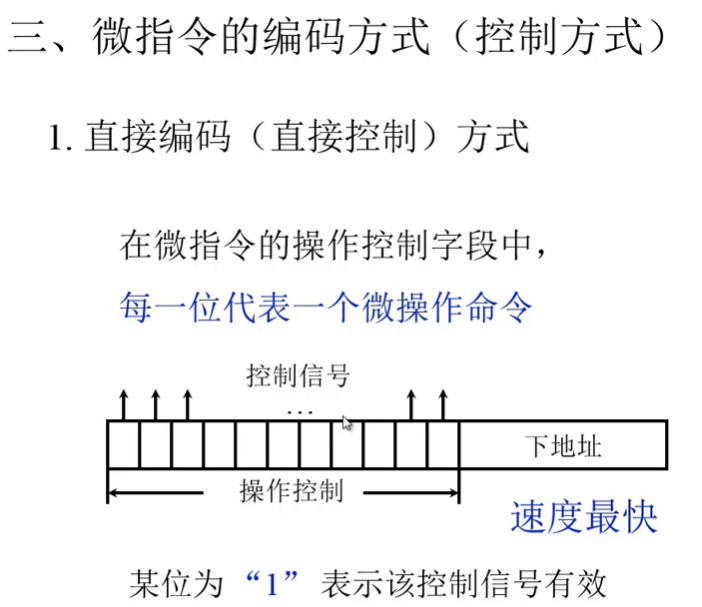 三、微指令的编码方式（控制方式）
1. 直接编码（直接控制）方式
在微指令的操作控制字段中，
每一位代表一个微操作命令
控制信号
…
下地址
操作控制
速度最快
某位为“1”表示该控制信号有效